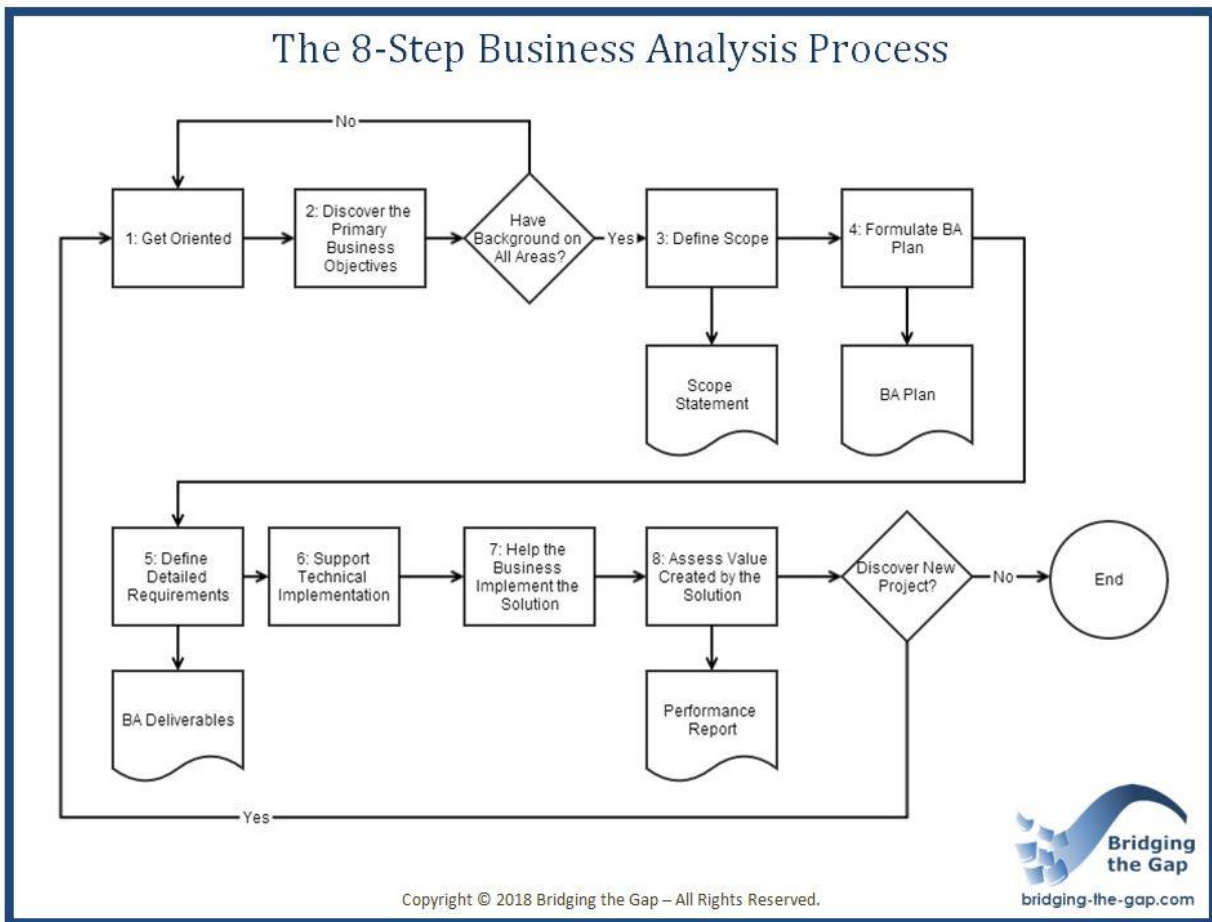 The 8-Step Business Analysis Process
No
1: Get Oriented
2: Discover the
Primary
Business
Objectives
Have
Background on
All Areas?
Yes
3: Define Scope
4: Formulate BA
Plan
Scope
Statement
BA Plan
5: Define
Detailed
Requirements
6: Support
Technical
Implementation
7: Help the
Business
Implement the
Solution
8: Assess Value
Created by the
Solution
Discover New
Project?
No
End
BA Deliverables
Performance
Report
Yes
Bridging
the Gap
bridging-the-gap.com
Copyright © 2018 Bridging the Gap – All Rights Reserved.